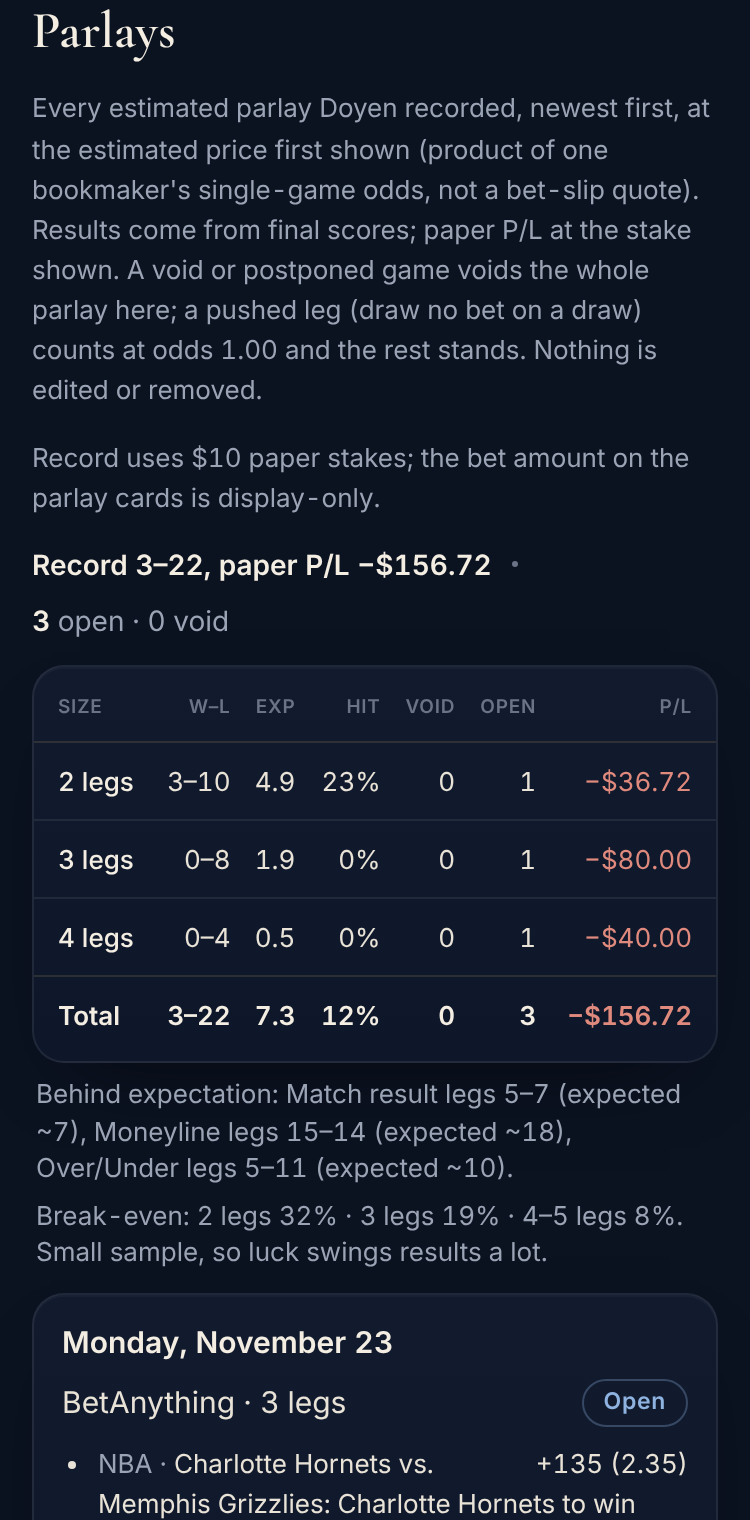 Parlays
Every estimated parlay Doyen recorded, newest first, at
the estimated price first shown (product of one
bookmaker's single-game odds, not a bet-slip quote).
Results come from final scores; paper P/L at the stake
shown. A void or postponed game voids the whole
parlay here; a pushed leg (draw no bet on a draw)
counts at odds 1.00 and the rest stands. Nothing is
edited or removed.
Record uses $10 paper stakes; the bet amount on the
parlay cards is display-only.
Record 3–22, paper P/L −$156.72 ·
3 open · 0 void
SIZE W–L EXP HIT VOID OPEN P/L
2 legs 3–10 4.9 23% 0 1 −$36.72
3 legs 0–8 1.9 0% 0 1 −$80.00
4 legs 0–4 0.5 0% 0 1 −$40.00
Total 3–22 7.3 12% 0 3 −$156.72
Behind expectation: Match result legs 5–7 (expected
~7), Moneyline legs 15–14 (expected ~18),
Over/Under legs 5–11 (expected ~10).
Break-even: 2 legs 32% · 3 legs 19% · 4–5 legs 8%.
Small sample, so luck swings results a lot.
Monday, November 23
BetAnything · 3 legs Open
• NBA · Charlotte Hornets vs. +135 (2.35)
Memphis Grizzlies: Charlotte Hornets to win